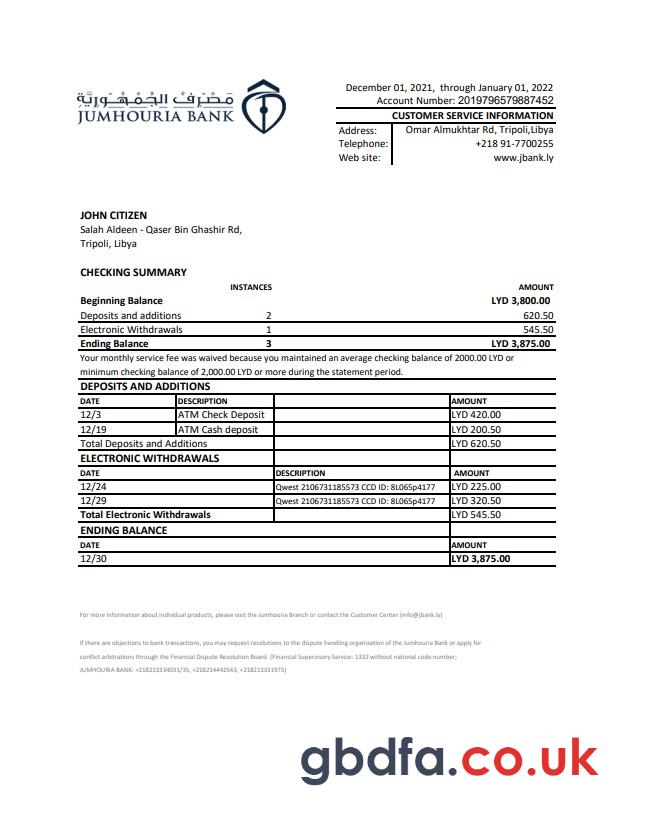 مصرف الجمهورية
JUMHOURIA BANK
December 01, 2021, through January 01, 2022
Account Number: 2019796579887452
CUSTOMER SERVICE INFORMATION
Address: Omar Almukhtar Rd, Tripoli,Libya
Telephone: +218 91-7700255
Web site: www.jbank.ly
JOHN CITIZEN
Salah Aldeen - Qaser Bin Ghashir Rd,
Tripoli, Libya
CHECKING SUMMARY
INSTANCES AMOUNT
Beginning Balance LYD 3,800.00
Deposits and additions 2 620.50
Electronic Withdrawals 1 545.50
Ending Balance 3 LYD 3,875.00
Your monthly service fee was waived because you maintained an average checking balance of 2000.00 LYD or
minimum checking balance of 2,000.00 LYD or more during the statement period.
DEPOSITS AND ADDITIONS
DATE DESCRIPTION AMOUNT
12/3 ATM Check Deposit LYD 420.00
12/19 ATM Cash deposit LYD 200.50
Total Deposits and Additions LYD 620.50
ELECTRONIC WITHDRAWALS
DATE DESCRIPTION AMOUNT
12/24 Qwest 2106731185573 CCD ID: 8L065p4177 LYD 225.00
12/29 Qwest 2106731185573 CCD ID: 8L065p4177 LYD 320.50
Total Electronic Withdrawals LYD 545.50
ENDING BALANCE
DATE AMOUNT
12/30 LYD 3,875.00
For more information about individual products, please visit the Jumhouria Branch or contact the Customer Center (info@jbank.ly)
If there are objections to bank transactions, you may request resolutions to the dispute handling organization of the Jumhouria Bank or apply for
conflict arbitrations through the Financial Dispute Resolution Board. (Financial Supervisory Service: 1332 without national code number;
JUMHOURIA BANK: +218213334031/35, +218214442543, +218213331973)
gbdfa.co.uk